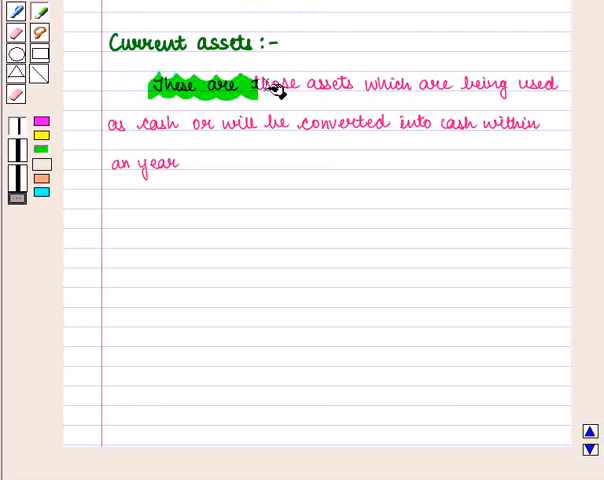 Current assets :-
These are those assets which are being used
as cash or will be converted into cash within
an year